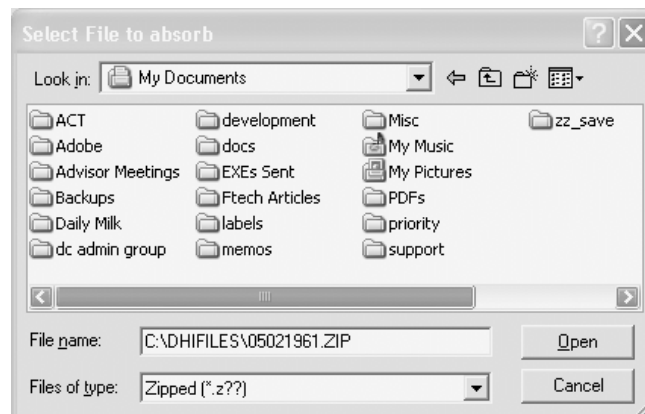 Select File to absorb
Look in: My Documents
ACT development Misc zz_save
Adobe docs My Music
Advisor Meetings EXEs Sent My Pictures
Backups Ftech Articles PDFs
Daily Milk labels priority
dc admin group memos support
File name: C:\DHIFILES\05021961.ZIP Open
Files of type: Zipped (*.z??) Cancel